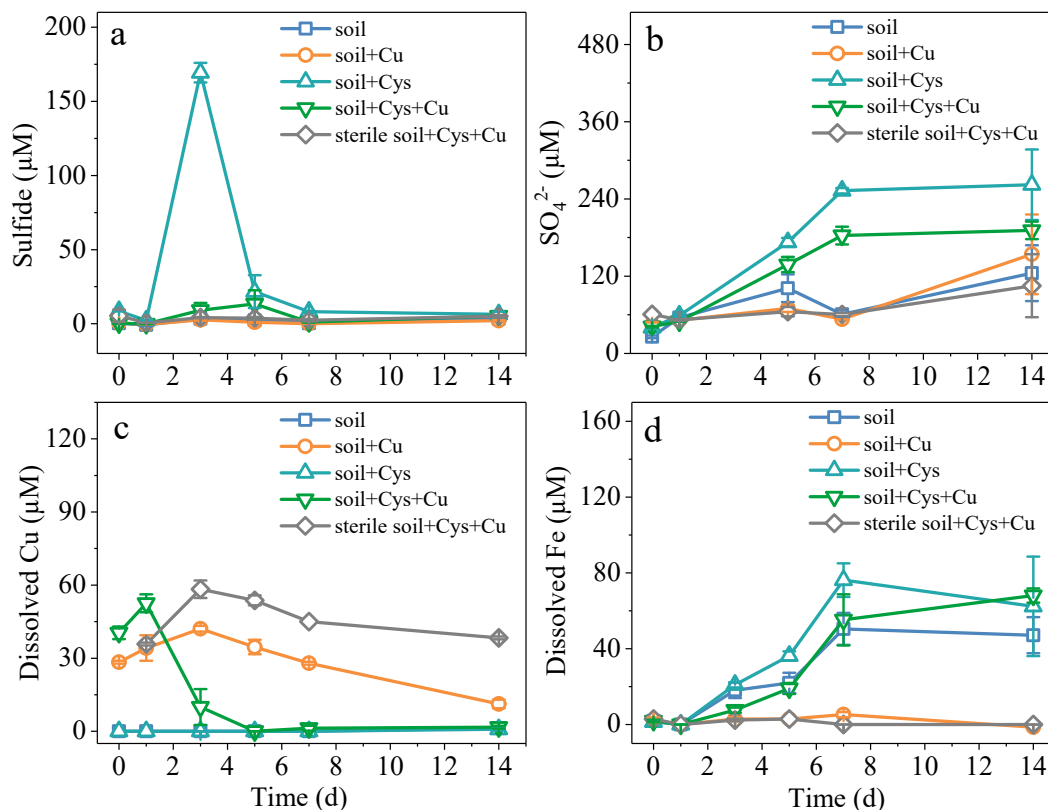 a
soil
soil+Cu
soil+Cys
soil+Cys+Cu
sterile soil+Cys+Cu
Sulfide (μM)
200
150
100
50
0
0 2 4 6 8 10 12 14
b
soil
soil+Cu
soil+Cys
soil+Cys+Cu
sterile soil+Cys+Cu
SO₄²⁻ (μM)
480
360
240
120
0
0 2 4 6 8 10 12 14
c
soil
soil+Cu
soil+Cys
soil+Cys+Cu
sterile soil+Cys+Cu
Dissolved Cu (μM)
120
90
60
30
0
0 2 4 6 8 10 12 14
Time (d)
d
soil
soil+Cu
soil+Cys
soil+Cys+Cu
sterile soil+Cys+Cu
Dissolved Fe (μM)
160
120
80
40
0
0 2 4 6 8 10 12 14
Time (d)